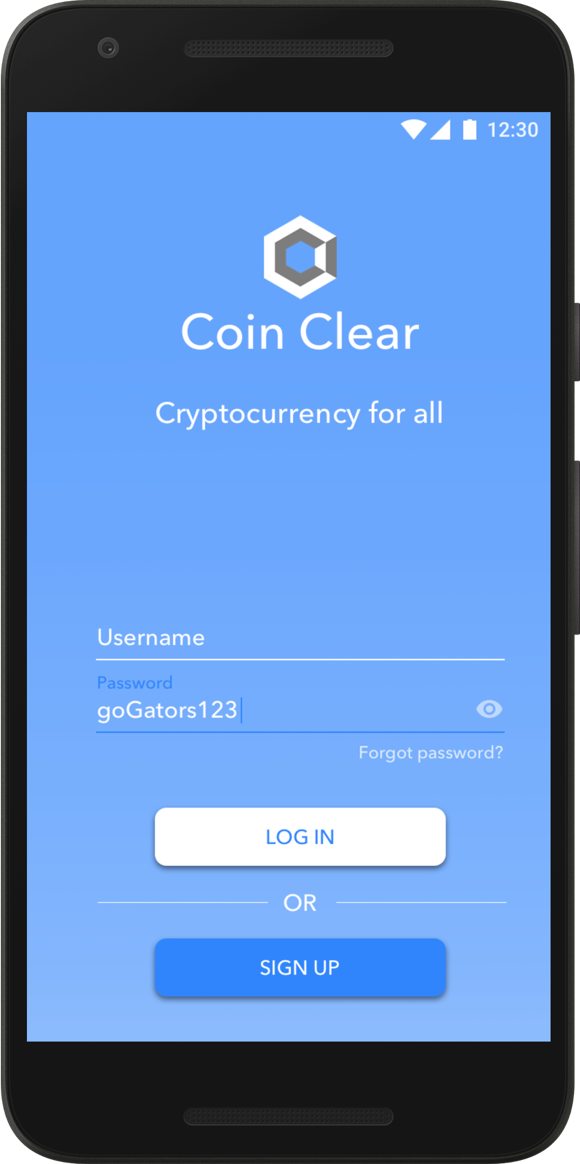 12:30
Coin Clear
Cryptocurrency for all
Username
Password
goGators123
Forgot password?
LOG IN
OR
SIGN UP